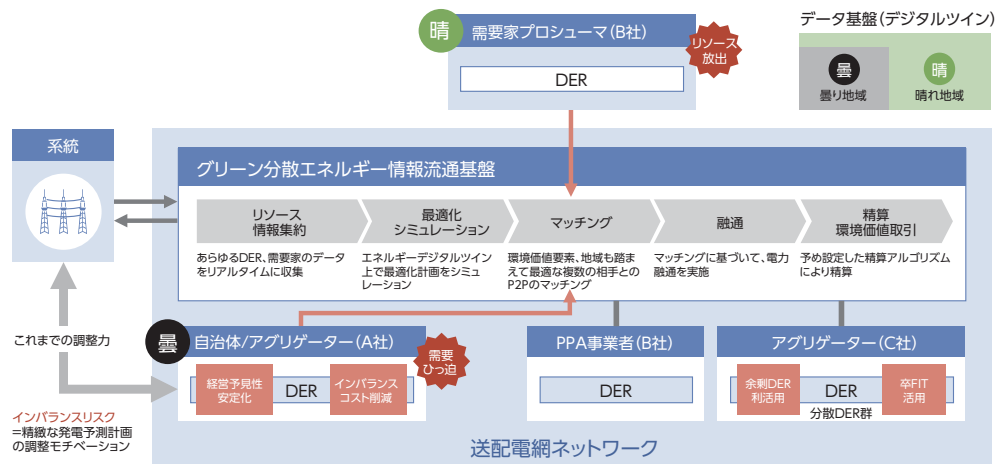 晴
需要家プロシューマ（B社）
リソース
放出
DER
データ基盤（デジタルツイン）
曇
曇り地域
晴
晴れ地域
系統
グリーン分散エネルギー情報流通基盤
リソース
情報集約
最適化
シミュレーション
マッチング
融通
精算
環境価値取引
あらゆるDER、需要家のデータ
をリアルタイムに収集
エネルギーデジタルツイン
上で最適化計画をシミュ
レーション
環境価値要素、地域も踏ま
えて最適な複数の相手との
P2Pのマッチング
マッチングに基づいて、電力
融通を実施
予め設定した精算アルゴリズム
により精算
これまでの調整力
曇
自治体/アグリゲーター（A社）
需要
ひっ迫
経営予見性
安定化
DER
インバランス
コスト削減
PPA事業者（B社）
DER
アグリゲーター（C社）
余剰DER
利活用
DER
卒FIT
活用
分散DER群
インバランスリスク
＝精緻な発電予測計画
の調整モチベーション
送配電網ネットワーク